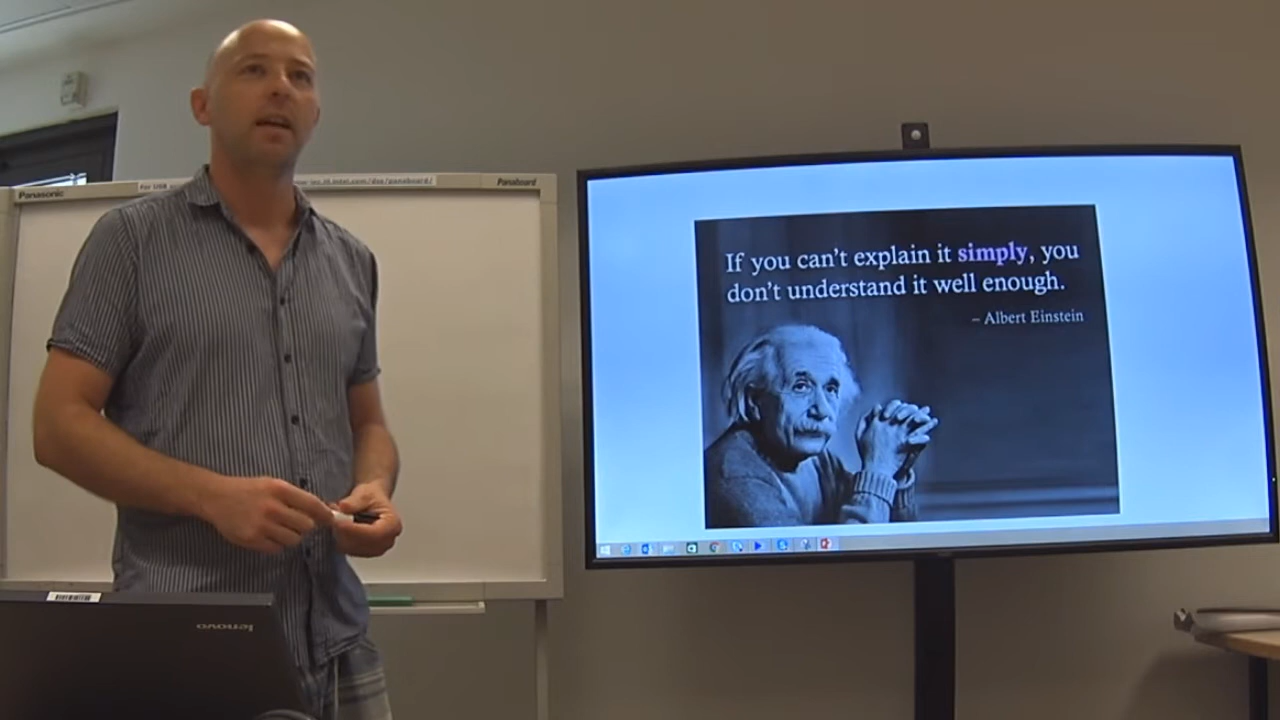 Panasonic
Panaboard
If you can't explain it simply, you
don't understand it well enough.
– Albert Einstein
lenovo